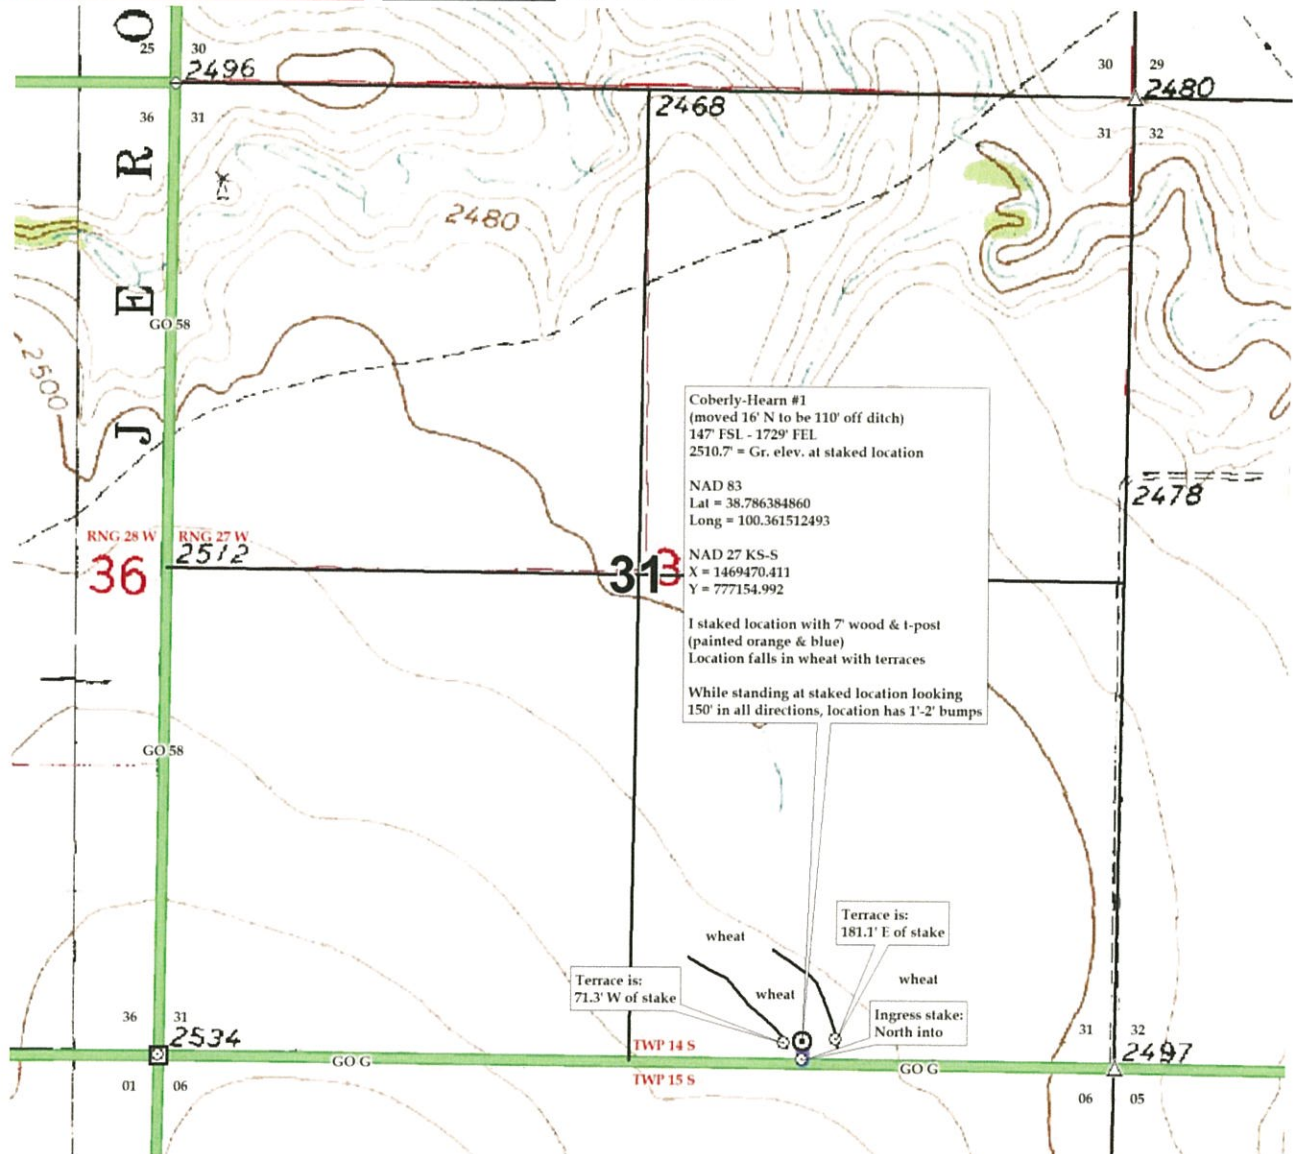 O
25 30
2496
30 29
2480
36 31
2468
31 32
R
2480
E
GO 58
2500
J
Coberly-Hearn #1
(moved 16' N to be 110' off ditch)
147' FSL - 1729' FEL
2510.7' = Gr. elev. at staked location
NAD 83
Lat = 38.786384860
Long = 100.361512493
NAD 27 KS-S
X = 1469470.411
Y = 777154.992
I staked location with 7' wood & t-post
(painted orange & blue)
Location falls in wheat with terraces
While standing at staked location looking
150' in all directions, location has 1'-2' bumps
2478
RNG 28 W RNG 27 W
2512
36
31
3
GO 58
Terrace is:
181.1' E of stake
wheat
Terrace is:
71.3' W of stake
wheat
wheat
Ingress stake:
North into
36 31
2534
31 32
2497
TWP 14 S
GO G
GO G
TWP 15 S
01 06
06 05